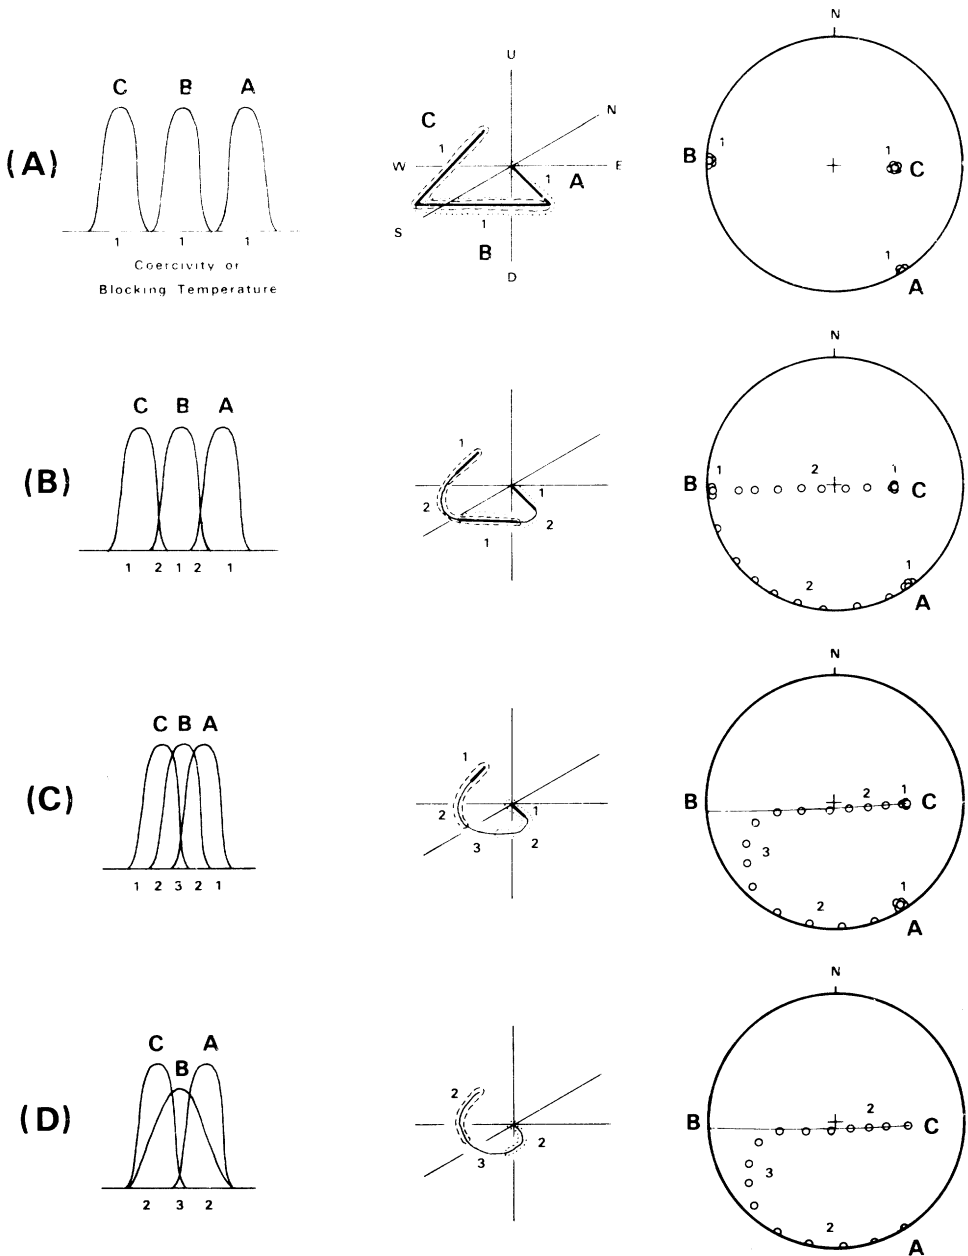 C B A
(A)
1 1 1
Coercivity or
Blocking Temperature
U
N
C
1
W E
1
A
S
1
B
D
N
B 1 1 C
1
A
C B A
(B)
1 2 1 2 1
1
2
1
2
1
N
B 1 2 1 C
2
1
A
C B A
(C)
1 2 3 2 1
1
2
1
3 2
N
B 2 1 C
3
2
1
A
C B A
(D)
2 3 2
2
2
3
N
B 2 C
3
2
A